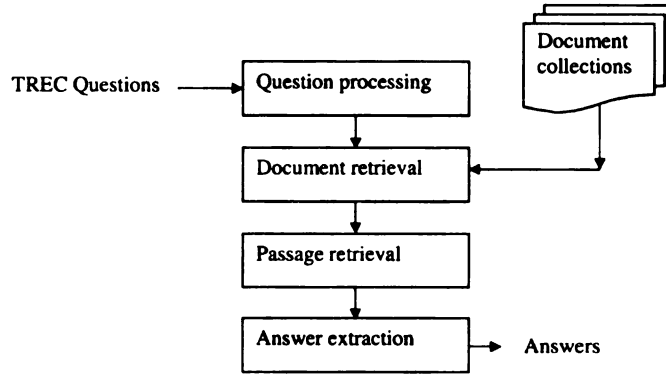 Document
collections
TREC Questions
Question processing
Document retrieval
Passage retrieval
Answer extraction
Answers